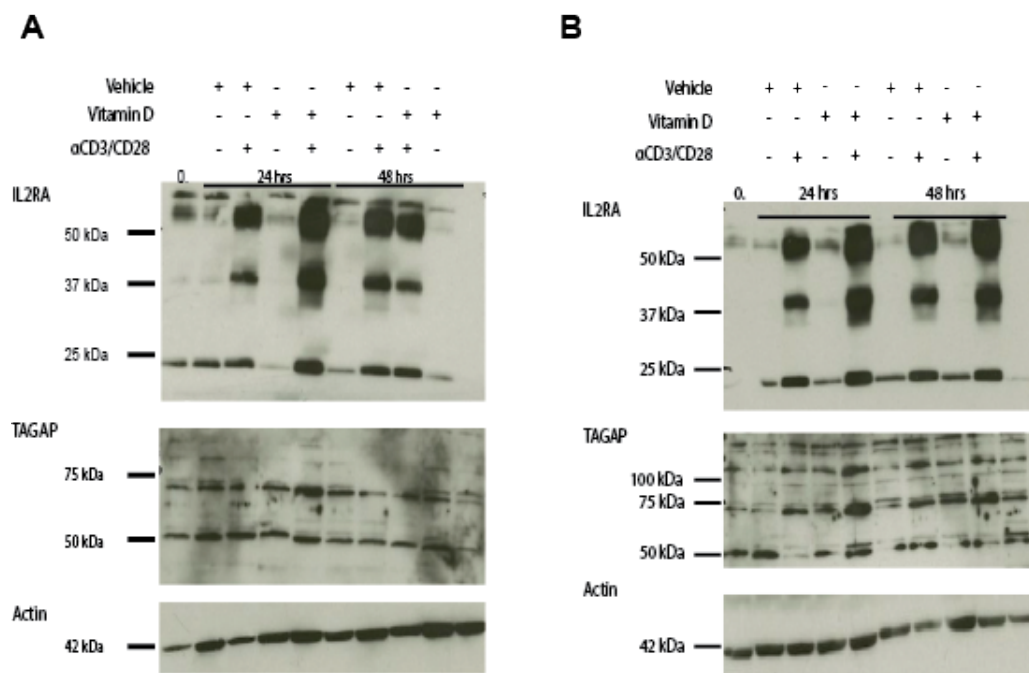 A
Vehicle + + - - + + - -
Vitamin D - - + + - - + +
αCD3/CD28 - + - + - + + -
0. 24 hrs 48 hrs
IL2RA
50 kDa
37 kDa
25 kDa
TAGAP
75 kDa
50 kDa
Actin
42 kDa
B
Vehicle + + - - + + - -
Vitamin D - - + + - - + +
αCD3/CD28 - + - + - + - +
0. 24 hrs 48 hrs
IL2RA
50 kDa
37 kDa
25 kDa
TAGAP
100 kDa
75 kDa
50 kDa
Actin
42 kDa